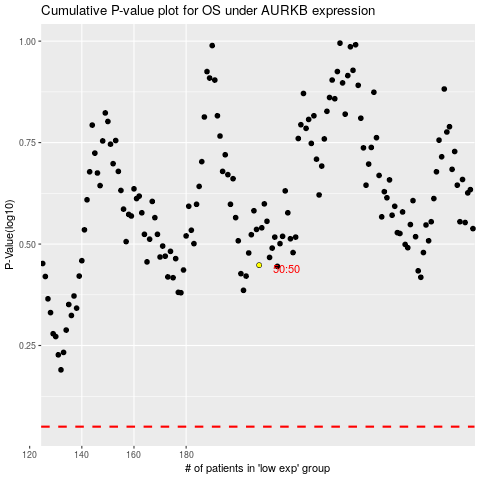 Cumulative P-value plot for OS under AURKB expression
P-Value(log10)
1.00
0.75
0.50
0.25
50:50
120 140 160 180
# of patients in 'low exp' group